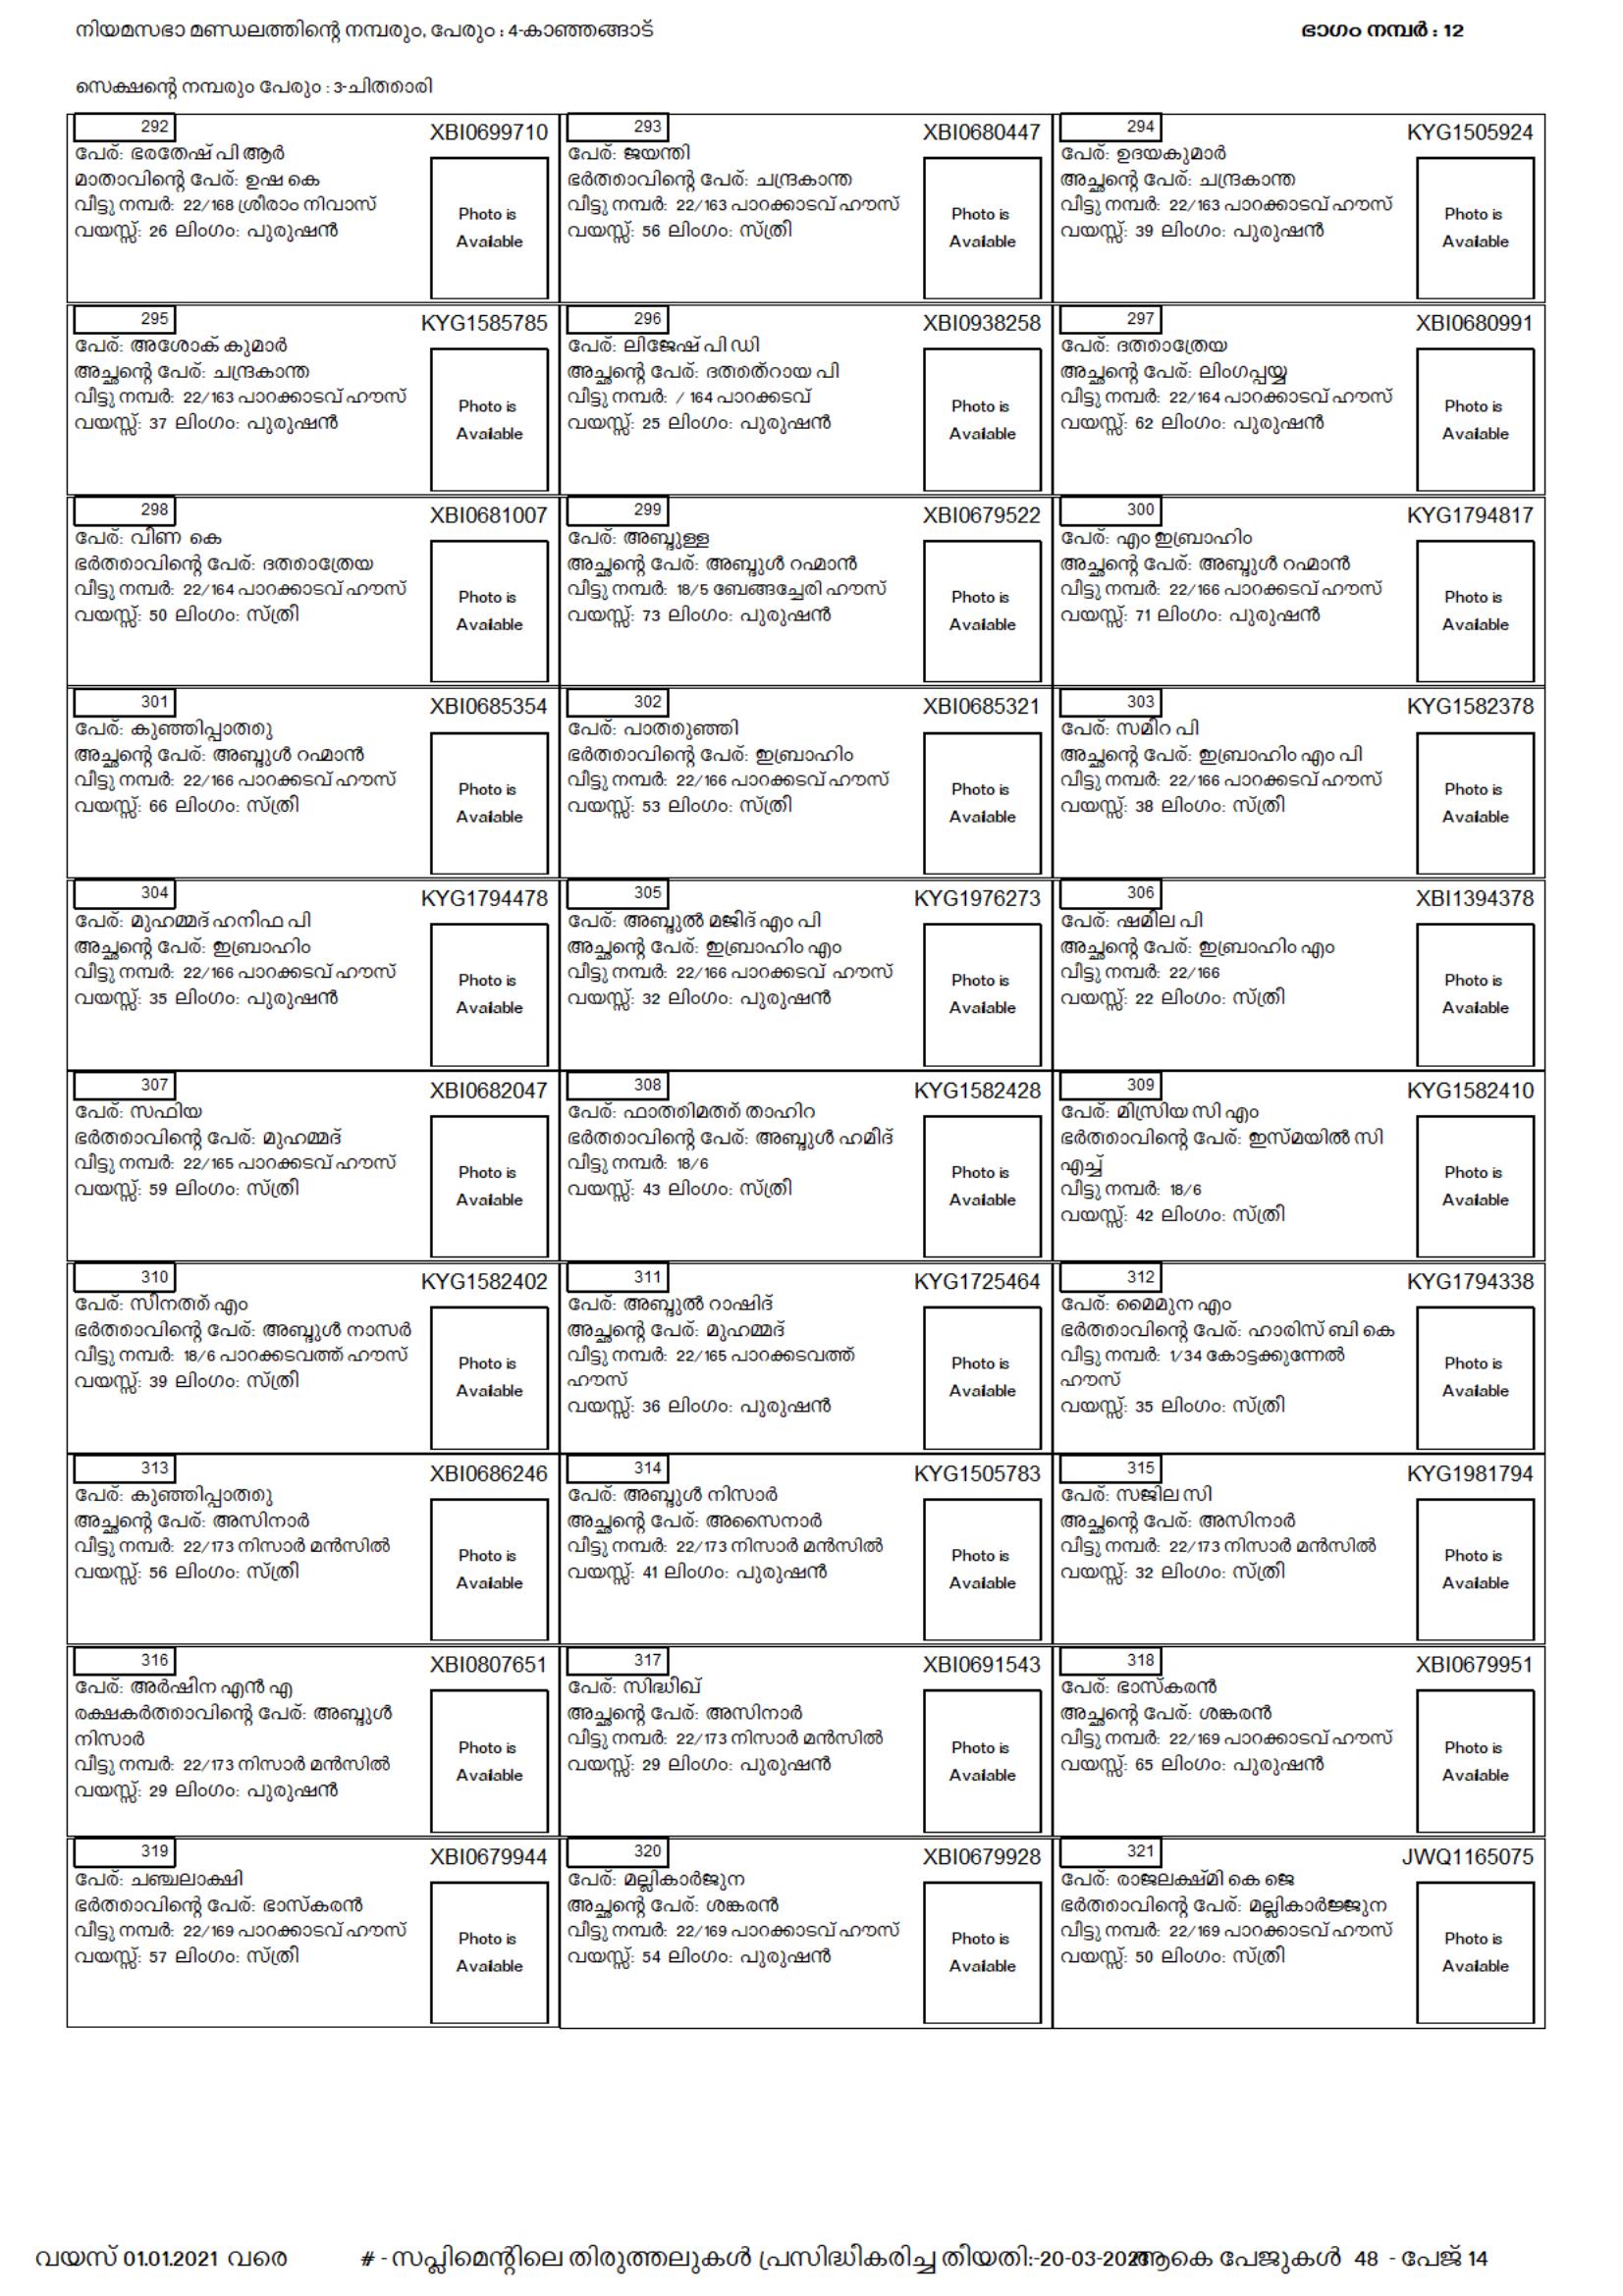 നിയമസഭാ മണ്ഡലത്തിന്റെ നമ്പരും, പേരും : 4-കാഞ്ഞങ്ങാട്
ഭാഗം നമ്പർ : 12
സെക്ഷന്റെ നമ്പരും പേരും : 3-ചിത്താരി
292
XBI0699710
പേര്: ഭരതേഷ് പി ആർ
മാതാവിന്റെ പേര്: ഉഷ കെ
വീട്ടു നമ്പർ: 22/168 ശ്രീരാം നിവാസ്
വയസ്സ്: 26 ലിംഗം: പുരുഷൻ
Photo is
Available
293
XBI0680447
പേര്: ജയന്തി
ഭർത്താവിന്റെ പേര്: ചന്ദ്രകാന്ത
വീട്ടു നമ്പർ: 22/163 പാറക്കാടവ് ഹൗസ്
വയസ്സ്: 56 ലിംഗം: സ്ത്രീ
Photo is
Available
294
KYG1505924
പേര്: ഉദയകുമാർ
അച്ഛന്റെ പേര്: ചന്ദ്രകാന്ത
വീട്ടു നമ്പർ: 22/163 പാറക്കാടവ് ഹൗസ്
വയസ്സ്: 39 ലിംഗം: പുരുഷൻ
Photo is
Available
295
KYG1585785
പേര്: അശോക് കുമാർ
അച്ഛന്റെ പേര്: ചന്ദ്രകാന്ത
വീട്ടു നമ്പർ: 22/163 പാറക്കാടവ് ഹൗസ്
വയസ്സ്: 37 ലിംഗം: പുരുഷൻ
Photo is
Available
296
XBI0938258
പേര്: ലിജേഷ് പി ഡി
അച്ഛന്റെ പേര്: ദത്തത്റായ പി
വീട്ടു നമ്പർ: / 164 പാറക്കടവ്
വയസ്സ്: 25 ലിംഗം: പുരുഷൻ
Photo is
Available
297
XBI0680991
പേര്: ദത്താത്രേയ
അച്ഛന്റെ പേര്: ലിംഗപ്പയ്യ
വീട്ടു നമ്പർ: 22/164 പാറക്കാടവ് ഹൗസ്
വയസ്സ്: 62 ലിംഗം: പുരുഷൻ
Photo is
Available
298
XBI0681007
പേര്: വീണ കെ
ഭർത്താവിന്റെ പേര്: ദത്താത്രേയ
വീട്ടു നമ്പർ: 22/164 പാറക്കാടവ് ഹൗസ്
വയസ്സ്: 50 ലിംഗം: സ്ത്രീ
Photo is
Available
299
XBI0679522
പേര്: അബ്ദുള്ള
അച്ഛന്റെ പേര്: അബ്ദുൾ റഹ്മാൻ
വീട്ടു നമ്പർ: 18/5 ബേങ്ങച്ചേരി ഹൗസ്
വയസ്സ്: 73 ലിംഗം: പുരുഷൻ
Photo is
Available
300
KYG1794817
പേര്: എം ഇബ്രാഹിം
അച്ഛന്റെ പേര്: അബ്ദുൾ റഹ്മാൻ
വീട്ടു നമ്പർ: 22/166 പാറക്കടവ് ഹൗസ്
വയസ്സ്: 71 ലിംഗം: പുരുഷൻ
Photo is
Available
301
XBI0685354
പേര്: കുഞ്ഞിപ്പാത്തു
അച്ഛന്റെ പേര്: അബ്ദുൾ റഹ്മാൻ
വീട്ടു നമ്പർ: 22/166 പാറക്കടവ് ഹൗസ്
വയസ്സ്: 66 ലിംഗം: സ്ത്രീ
Photo is
Available
302
XBI0685321
പേര്: പാത്തുഞ്ഞി
ഭർത്താവിന്റെ പേര്: ഇബ്രാഹിം
വീട്ടു നമ്പർ: 22/166 പാറക്കടവ് ഹൗസ്
വയസ്സ്: 53 ലിംഗം: സ്ത്രീ
Photo is
Available
303
KYG1582378
പേര്: സമീറ പി
അച്ഛന്റെ പേര്: ഇബ്രാഹിം എം പി
വീട്ടു നമ്പർ: 22/166 പാറക്കടവ് ഹൗസ്
വയസ്സ്: 38 ലിംഗം: സ്ത്രീ
Photo is
Available
304
KYG1794478
പേര്: മുഹമ്മദ് ഹനീഫ പി
അച്ഛന്റെ പേര്: ഇബ്രാഹിം
വീട്ടു നമ്പർ: 22/166 പാറക്കടവ് ഹൗസ്
വയസ്സ്: 35 ലിംഗം: പുരുഷൻ
Photo is
Available
305
KYG1976273
പേര്: അബ്ദുൽ മജീദ് എം പി
അച്ഛന്റെ പേര്: ഇബ്രാഹിം എം
വീട്ടു നമ്പർ: 22/166 പാറക്കടവ് ഹൗസ്
വയസ്സ്: 32 ലിംഗം: പുരുഷൻ
Photo is
Available
306
XBI1394378
പേര്: ഷമീല പി
അച്ഛന്റെ പേര്: ഇബ്രാഹിം എം
വീട്ടു നമ്പർ: 22/166
വയസ്സ്: 22 ലിംഗം: സ്ത്രീ
Photo is
Available
307
XBI0682047
പേര്: സഫിയ
ഭർത്താവിന്റെ പേര്: മുഹമ്മദ്
വീട്ടു നമ്പർ: 22/165 പാറക്കടവ് ഹൗസ്
വയസ്സ്: 59 ലിംഗം: സ്ത്രീ
Photo is
Available
308
KYG1582428
പേര്: ഫാത്തിമത്ത് താഹിറ
ഭർത്താവിന്റെ പേര്: അബ്ദുൾ ഹമീദ്
വീട്ടു നമ്പർ: 18/6
വയസ്സ്: 43 ലിംഗം: സ്ത്രീ
Photo is
Available
309
KYG1582410
പേര്: മിസ്രിയ സി എം
ഭർത്താവിന്റെ പേര്: ഇസ്മയിൽ സി
എച്ച്
വീട്ടു നമ്പർ: 18/6
വയസ്സ്: 42 ലിംഗം: സ്ത്രീ
Photo is
Available
310
KYG1582402
പേര്: സീനത്ത് എം
ഭർത്താവിന്റെ പേര്: അബ്ദുൾ നാസർ
വീട്ടു നമ്പർ: 18/6 പാറക്കടവത്ത് ഹൗസ്
വയസ്സ്: 39 ലിംഗം: സ്ത്രീ
Photo is
Available
311
KYG1725464
പേര്: അബ്ദുൽ റാഷിദ്
അച്ഛന്റെ പേര്: മുഹമ്മദ്
വീട്ടു നമ്പർ: 22/165 പാറക്കടവത്ത്
ഹൗസ്
വയസ്സ്: 36 ലിംഗം: പുരുഷൻ
Photo is
Available
312
KYG1794338
പേര്: മൈമുന എം
ഭർത്താവിന്റെ പേര്: ഹാരിസ് ബി കെ
വീട്ടു നമ്പർ: 1/34 കോട്ടക്കുന്നേൽ
ഹൗസ്
വയസ്സ്: 35 ലിംഗം: സ്ത്രീ
Photo is
Available
313
XBI0686246
പേര്: കുഞ്ഞിപ്പാത്തു
അച്ഛന്റെ പേര്: അസിനാർ
വീട്ടു നമ്പർ: 22/173 നിസാർ മൻസിൽ
വയസ്സ്: 56 ലിംഗം: സ്ത്രീ
Photo is
Available
314
KYG1505783
പേര്: അബ്ദുൾ നിസാർ
അച്ഛന്റെ പേര്: അസൈനാർ
വീട്ടു നമ്പർ: 22/173 നിസാർ മൻസിൽ
വയസ്സ്: 41 ലിംഗം: പുരുഷൻ
Photo is
Available
315
KYG1981794
പേര്: സജില സി
അച്ഛന്റെ പേര്: അസിനാർ
വീട്ടു നമ്പർ: 22/173 നിസാർ മൻസിൽ
വയസ്സ്: 32 ലിംഗം: സ്ത്രീ
Photo is
Available
316
XBI0807651
പേര്: അർഷീന എൻ എ
രക്ഷകർത്താവിന്റെ പേര്: അബ്ദുൾ
നിസാർ
വീട്ടു നമ്പർ: 22/173 നിസാർ മൻസിൽ
വയസ്സ്: 29 ലിംഗം: പുരുഷൻ
Photo is
Available
317
XBI0691543
പേര്: സിദ്ധീഖ്
അച്ഛന്റെ പേര്: അസിനാർ
വീട്ടു നമ്പർ: 22/173 നിസാർ മൻസിൽ
വയസ്സ്: 29 ലിംഗം: പുരുഷൻ
Photo is
Available
318
XBI0679951
പേര്: ഭാസ്കരൻ
അച്ഛന്റെ പേര്: ശങ്കരൻ
വീട്ടു നമ്പർ: 22/169 പാറക്കാടവ് ഹൗസ്
വയസ്സ്: 65 ലിംഗം: പുരുഷൻ
Photo is
Available
319
XBI0679944
പേര്: ചഞ്ചലാക്ഷി
ഭർത്താവിന്റെ പേര്: ഭാസ്കരൻ
വീട്ടു നമ്പർ: 22/169 പാറക്കാടവ് ഹൗസ്
വയസ്സ്: 57 ലിംഗം: സ്ത്രീ
Photo is
Available
320
XBI0679928
പേര്: മല്ലികാർജുന
അച്ഛന്റെ പേര്: ശങ്കരൻ
വീട്ടു നമ്പർ: 22/169 പാറക്കാടവ് ഹൗസ്
വയസ്സ്: 54 ലിംഗം: പുരുഷൻ
Photo is
Available
321
JWQ1165075
പേര്: രാജലക്ഷ്മി കെ ജെ
ഭർത്താവിന്റെ പേര്: മല്ലികാർജ്ജുന
വീട്ടു നമ്പർ: 22/169 പാറക്കാടവ് ഹൗസ്
വയസ്സ്: 50 ലിംഗം: സ്ത്രീ
Photo is
Available
വയസ് 01.01.2021 വരെ
# - സപ്ലിമെന്റിലെ തിരുത്തലുകൾ പ്രസിദ്ധീകരിച്ച തീയതി:-20-03-2021
ആകെ പേജുകൾ 48 - പേജ് 14